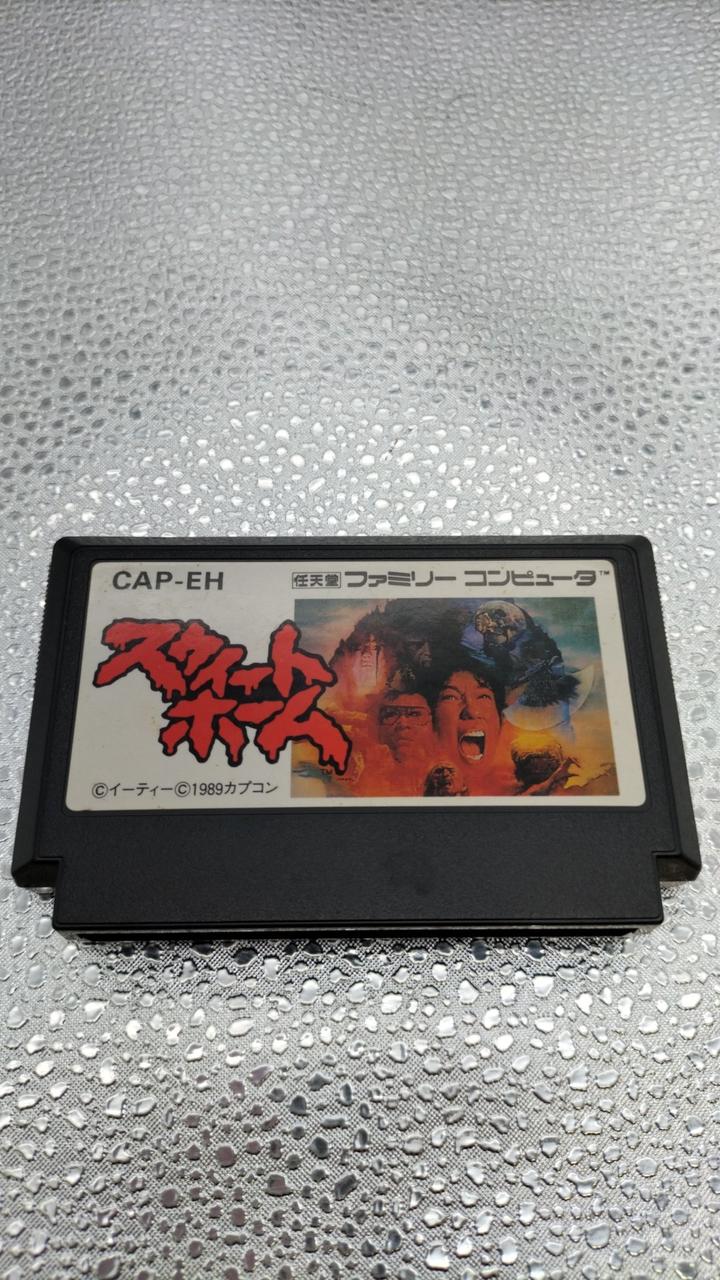 CAP-EH
任天堂 ファミリー コンピュータ™
スウィート
ホーム
TM
©イーティー©1989カプコン